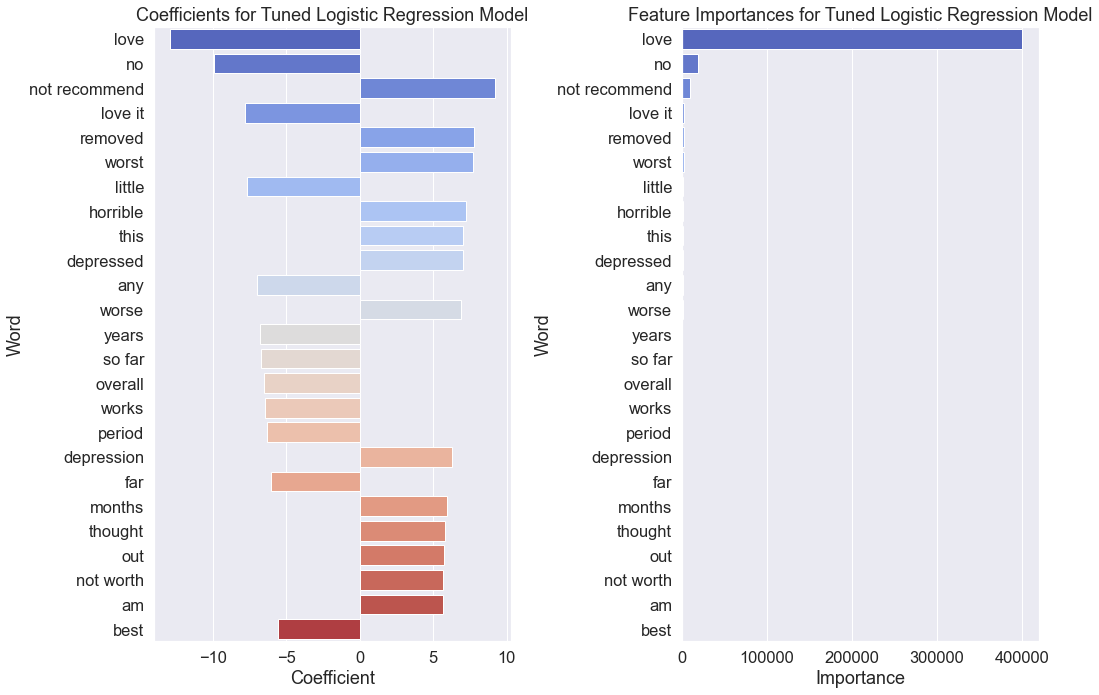 Coefficients for Tuned Logistic Regression Model
Word
love
no
not recommend
love it
removed
worst
little
horrible
this
depressed
any
worse
years
so far
overall
works
period
depression
far
months
thought
out
not worth
am
best
−10 −5 0 5 10
Coefficient
Feature Importances for Tuned Logistic Regression Model
Word
love
no
not recommend
love it
removed
worst
little
horrible
this
depressed
any
worse
years
so far
overall
works
period
depression
far
months
thought
out
not worth
am
best
0 100000 200000 300000 400000
Importance